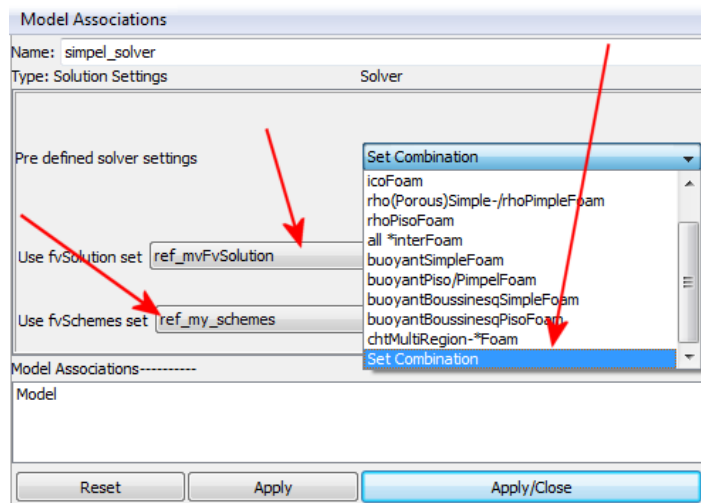 Model Associations
Name: simpel_solver
Type: Solution Settings Solver
Pre defined solver settings Set Combination
icoFoam
rho(Porous)Simple-/rhoPimpleFoam
rhoPisoFoam
all *interFoam
buoyantSimpleFoam
Use fvSolution set ref_mvFvSolution
buoyantPiso/PimpelFoam
buoyantBoussinesqSimpleFoam
Use fvSchemes set ref_my_schemes
buoyantBoussinesqPisoFoam
chtMultiRegion-*Foam
Set Combination
Model Associations----------
Model
Reset Apply Apply/Close